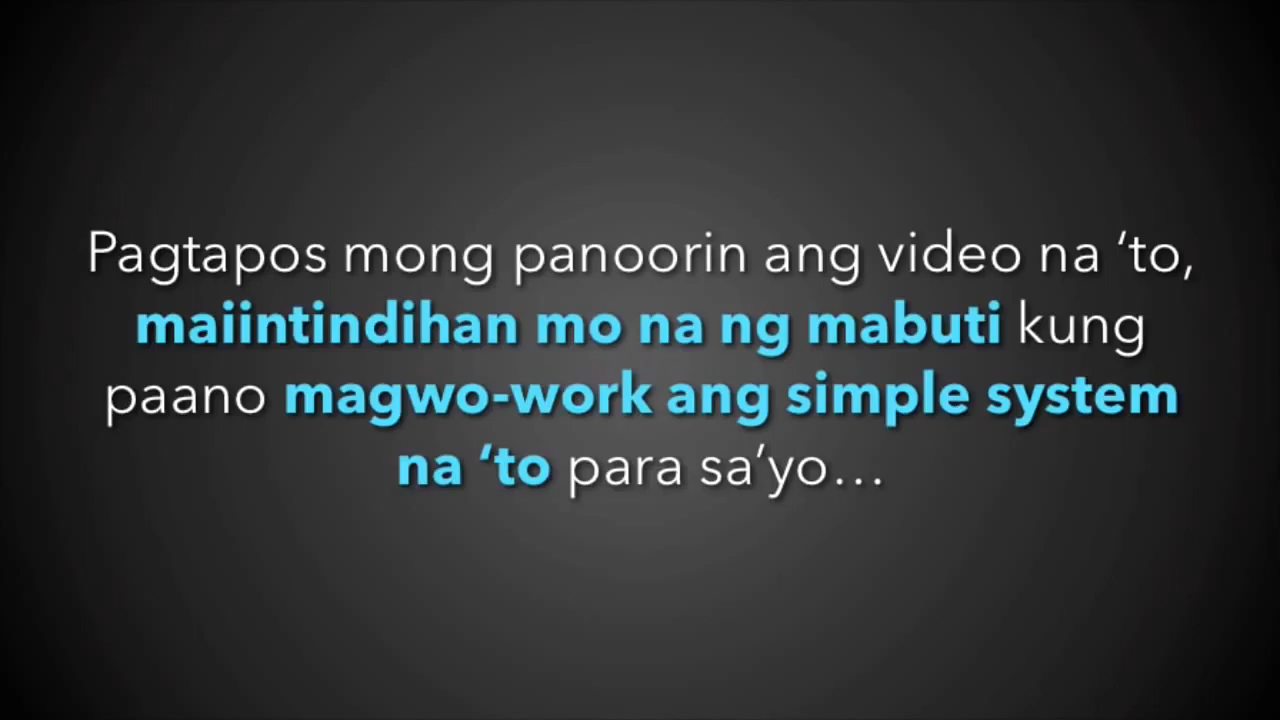 Pagtapos mong panoorin ang video na ‘to,
maiintindihan mo na ng mabuti kung
paano magwo-work ang simple system
na ‘to para sa’yo…